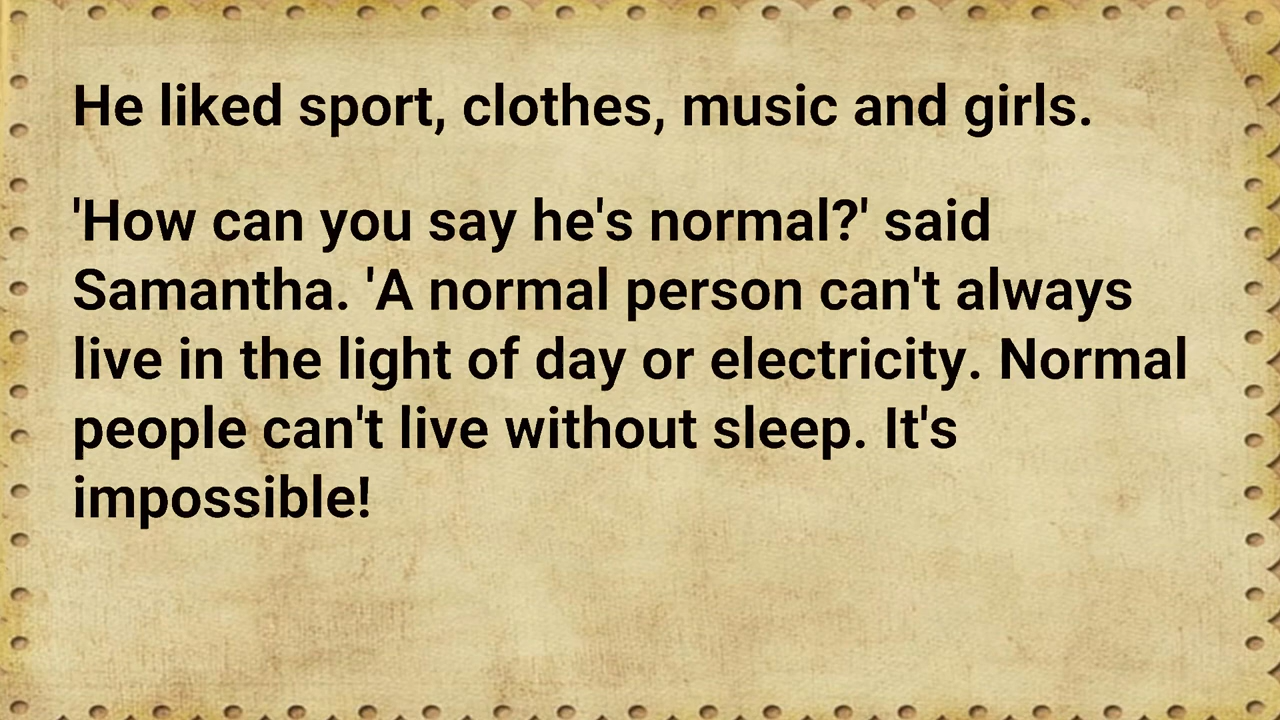 He liked sport, clothes, music and girls.
'How can you say he's normal?' said
Samantha. 'A normal person can't always
live in the light of day or electricity. Normal
people can't live without sleep. It's
impossible!